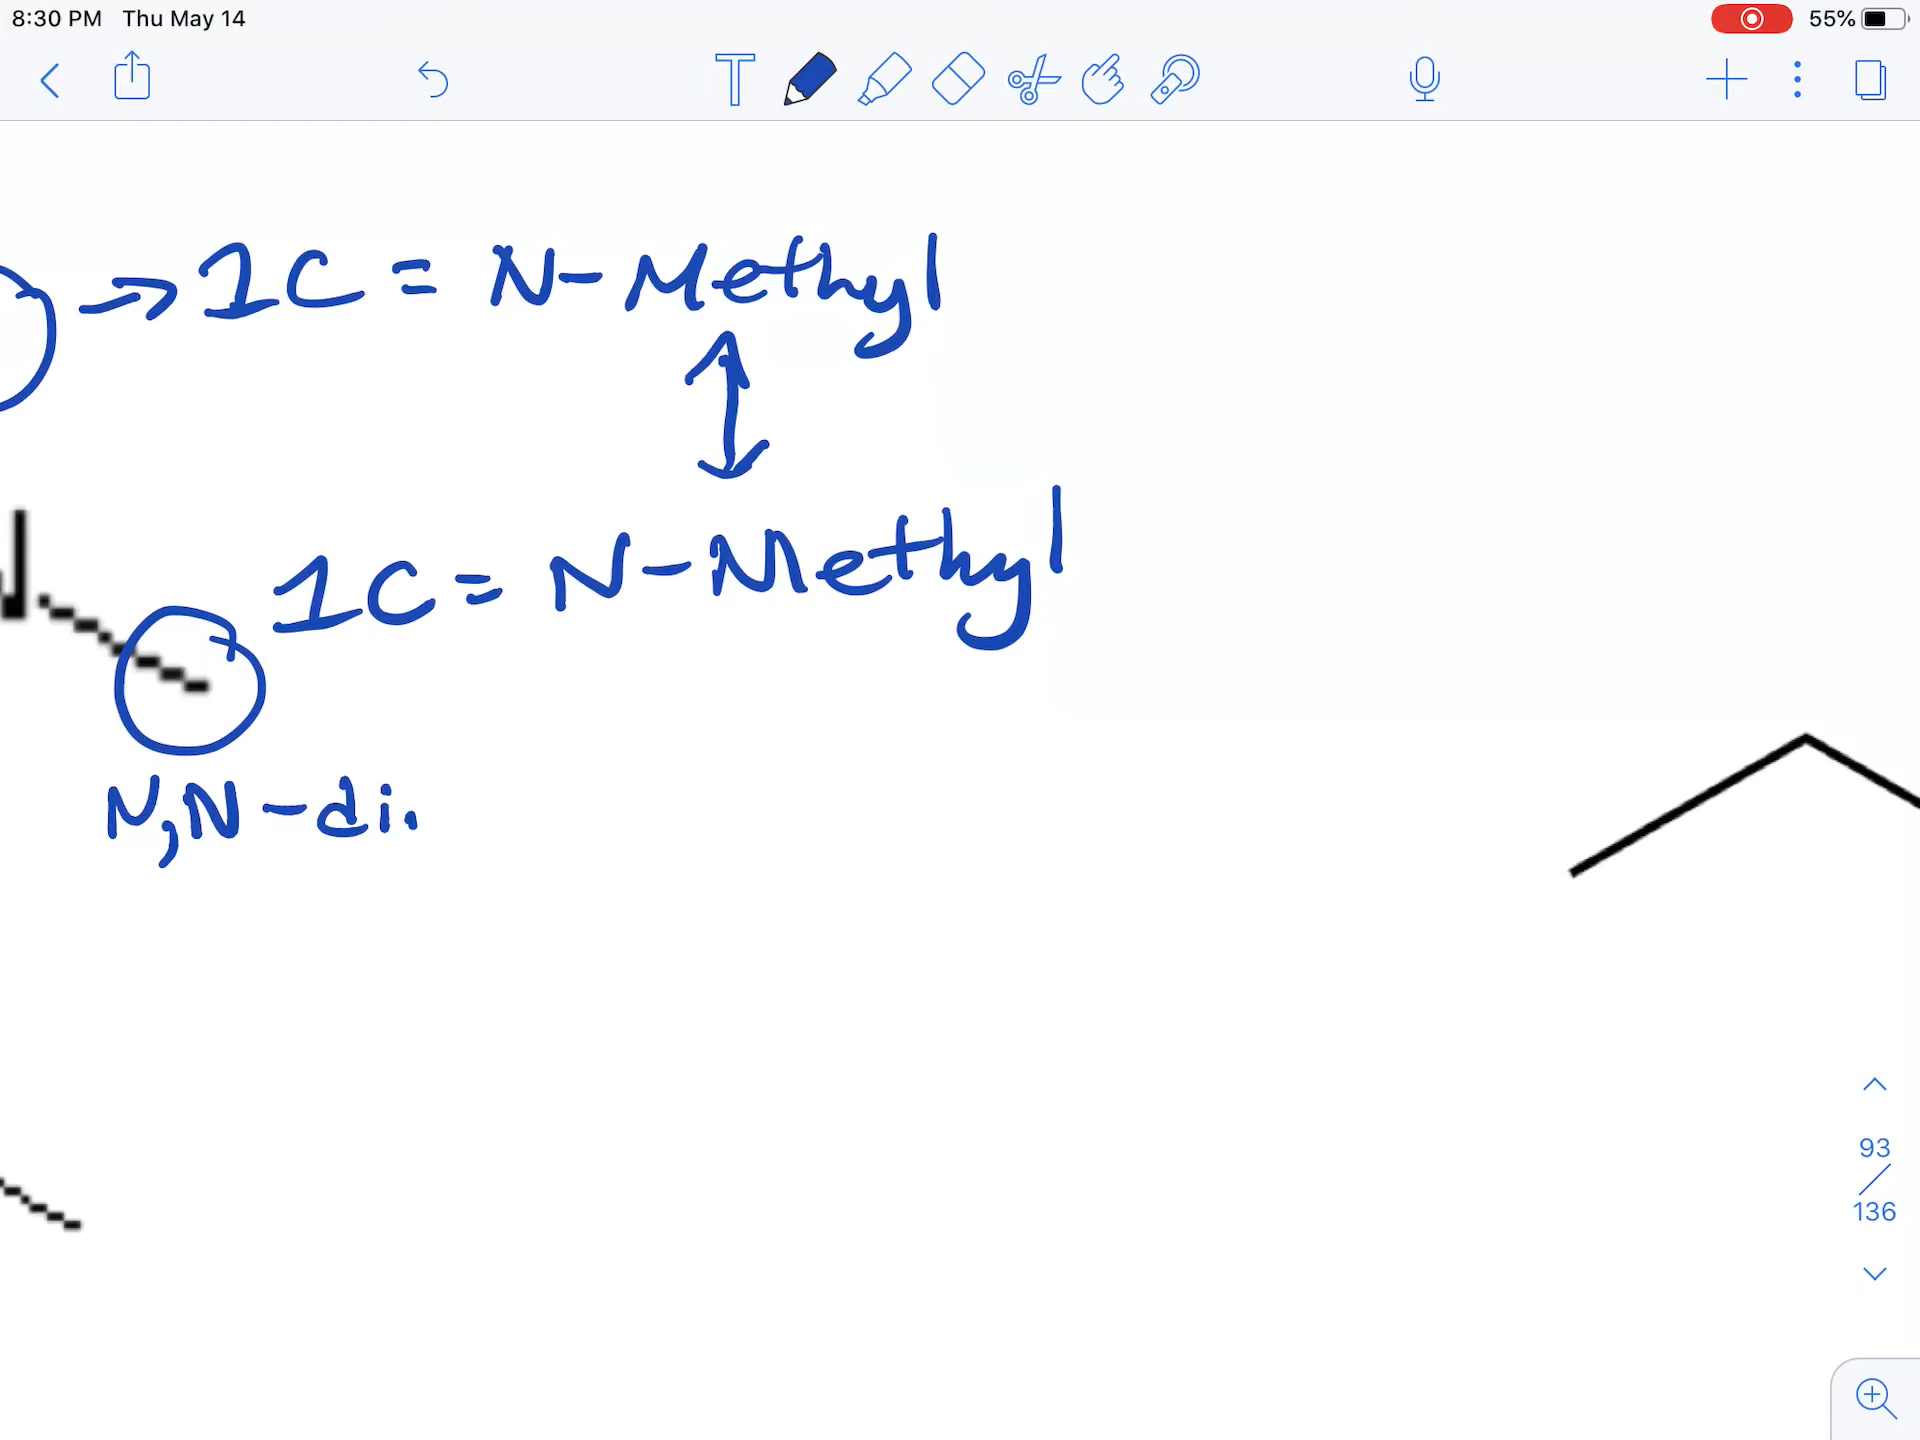 8:30 PM Thu May 14 55%
→ 1C = N-Methyl
1C = N-Methyl
N,N-di.
93
/
136